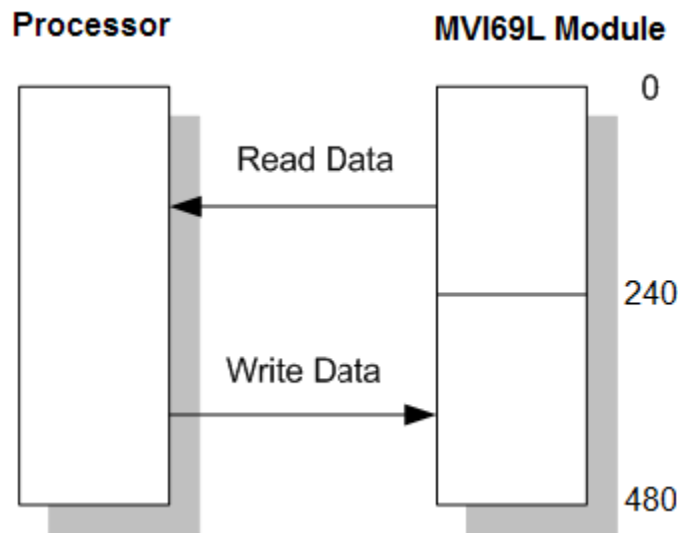 Processor
MVI69L Module
0
Read Data
240
Write Data
480